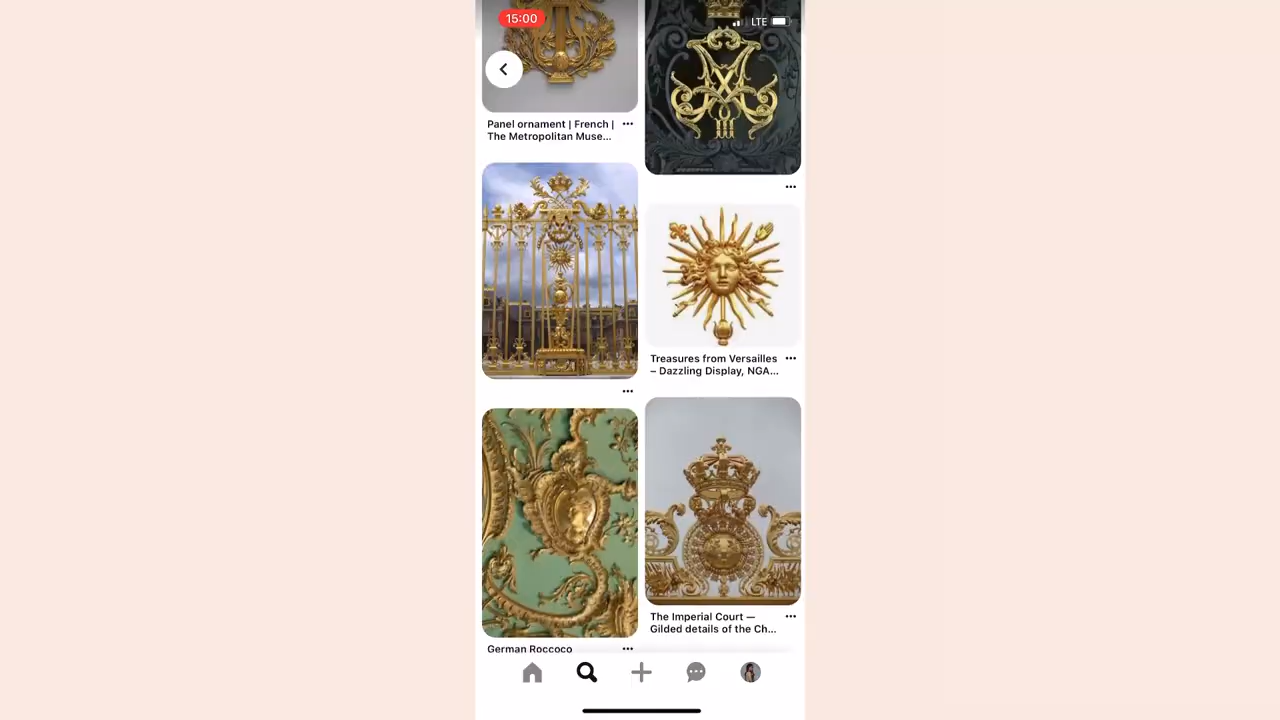 15:00
LTE
Panel ornament | French |
The Metropolitan Muse...
Treasures from Versailles
– Dazzling Display, NGA...
The Imperial Court —
Gilded details of the Ch...
German Roccoco